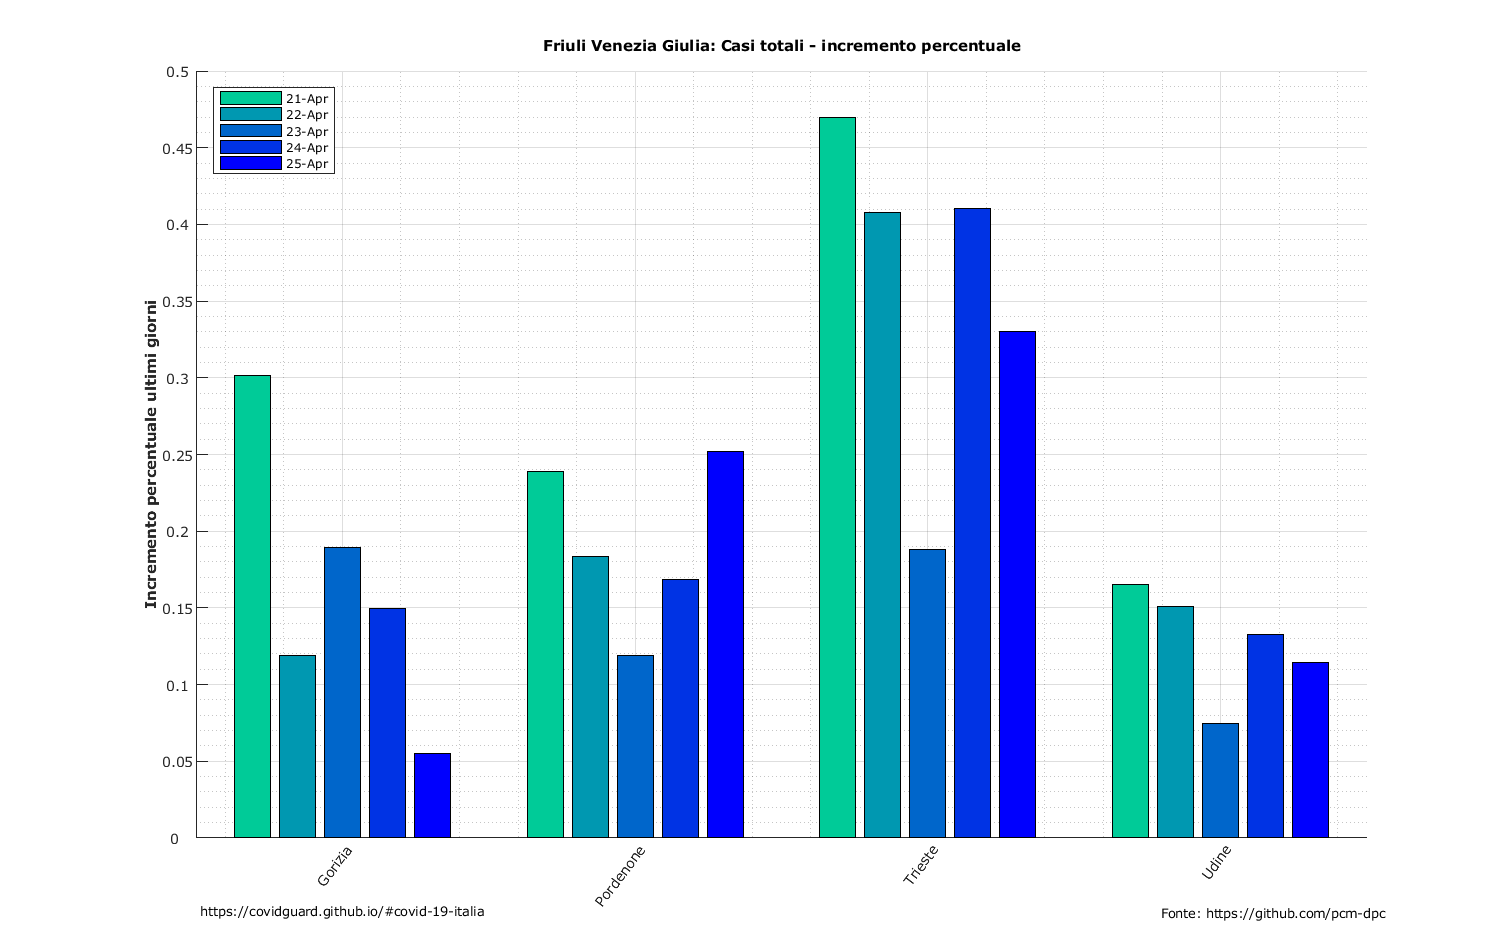 Friuli Venezia Giulia: Casi totali - incremento percentuale
21-Apr
22-Apr
23-Apr
24-Apr
25-Apr
Incremento percentuale ultimi giorni
0.5
0.45
0.4
0.35
0.3
0.25
0.2
0.15
0.1
0.05
0
Gorizia
Pordenone
Trieste
Udine
https://covidguard.github.io/#covid-19-italia
Fonte: https://github.com/pcm-dpc